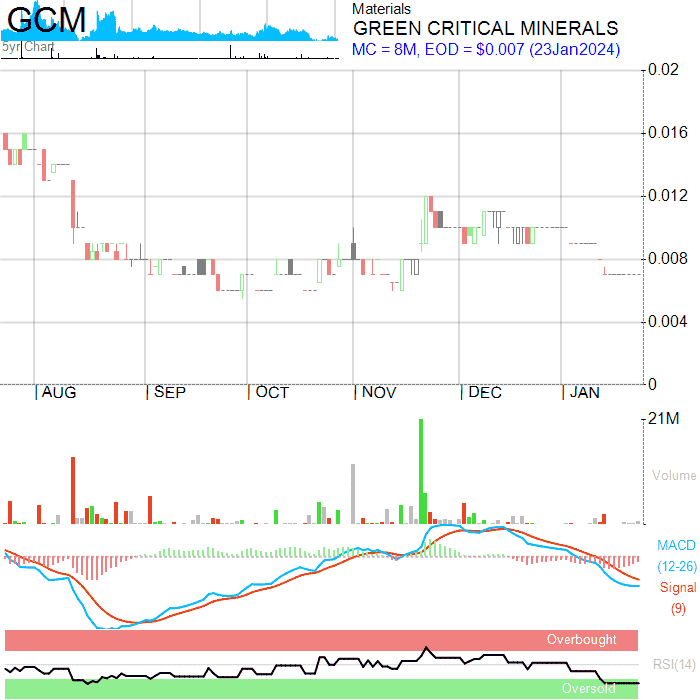 GCM
5yr Chart
Materials
GREEN CRITICAL MINERALS
MC = 8M, EOD = $0.007 (23Jan2024)
0.02
0.016
0.012
0.008
0.004
0
AUG SEP OCT NOV DEC JAN
21M
Volume
MACD
(12-26)
Signal
(9)
Overbought
RSI(14)
Oversold